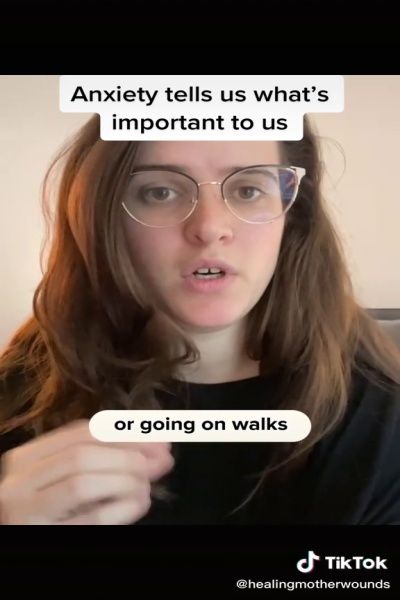 Anxiety tells us what's
important to us
or going on walks
TikTok
@healingmotherwounds